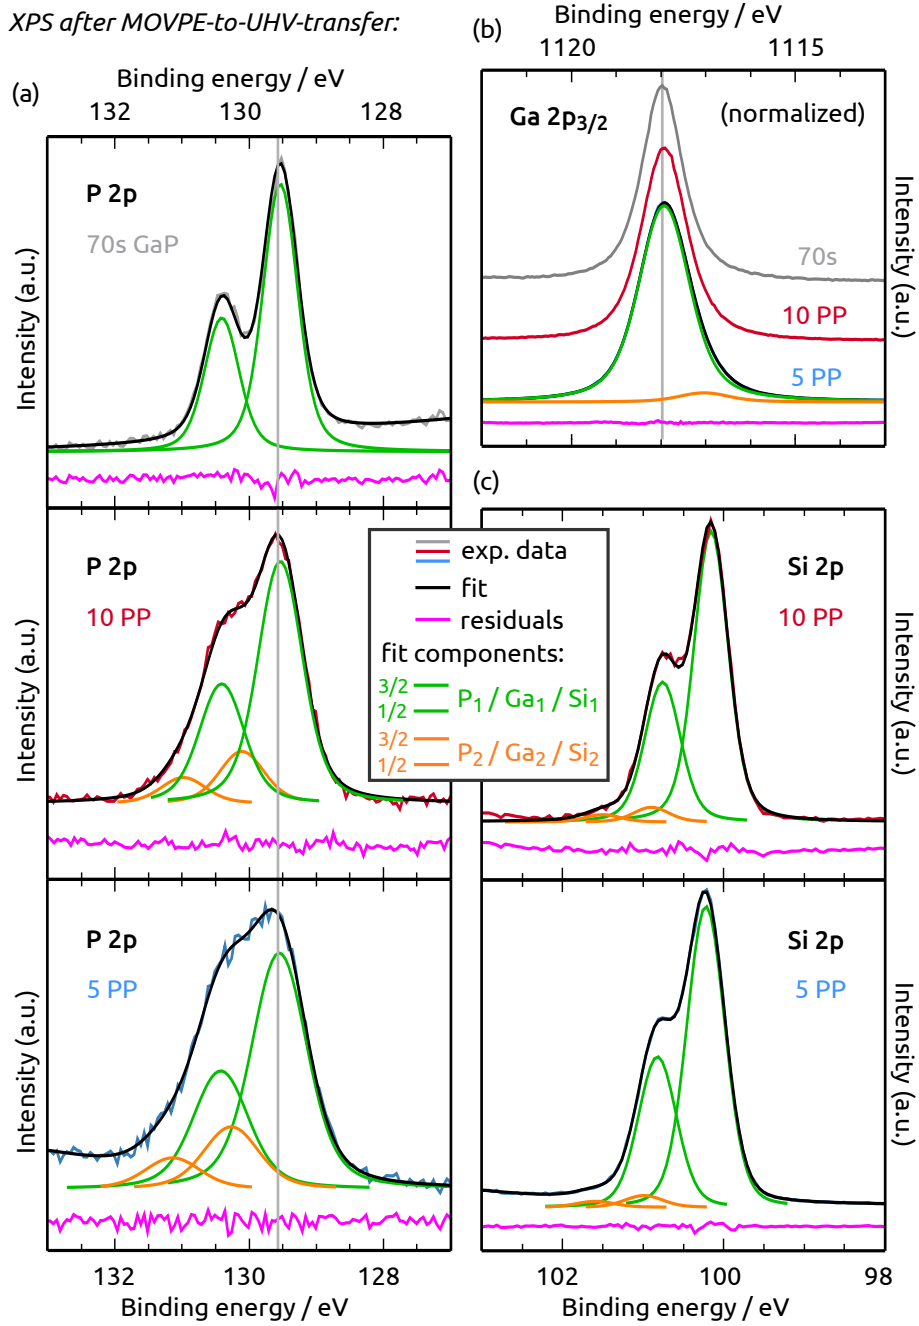 XPS after MOVPE-to-UHV-transfer:
(a)
Binding energy / eV
132 129 128
P 2p
70s GaP
Intensity (a.u.)
P 2p
10 PP
Intensity (a.u.)
P 2p
5 PP
Intensity (a.u.)
132 129 128
Binding energy / eV
(b)
Binding energy / eV
1120 1115
Ga 2p3/2 (normalized)
70s
10 PP
5 PP
Intensity (a.u.)
exp. data
fit
residuals
fit components:
3/2
1/2
P1 / Ga1 / Si1
3/2
1/2
P2 / Ga2 / Si2
(c)
Si 2p
10 PP
Intensity (a.u.)
Si 2p
5 PP
Intensity (a.u.)
102 100 98
Binding energy / eV